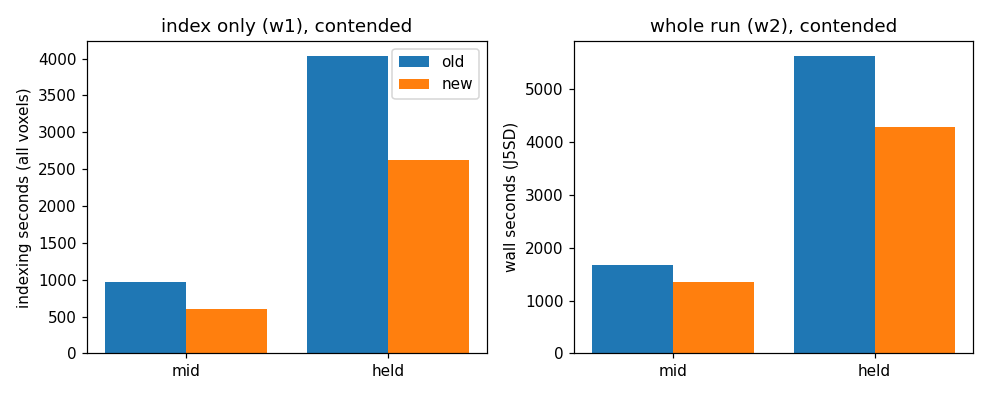 index only (w1), contended
indexing seconds (all voxels)
4000
3500
3000
2500
2000
1500
1000
500
0
old
new
mid
held
whole run (w2), contended
wall seconds (J5SD)
5000
4000
3000
2000
1000
0
mid
held